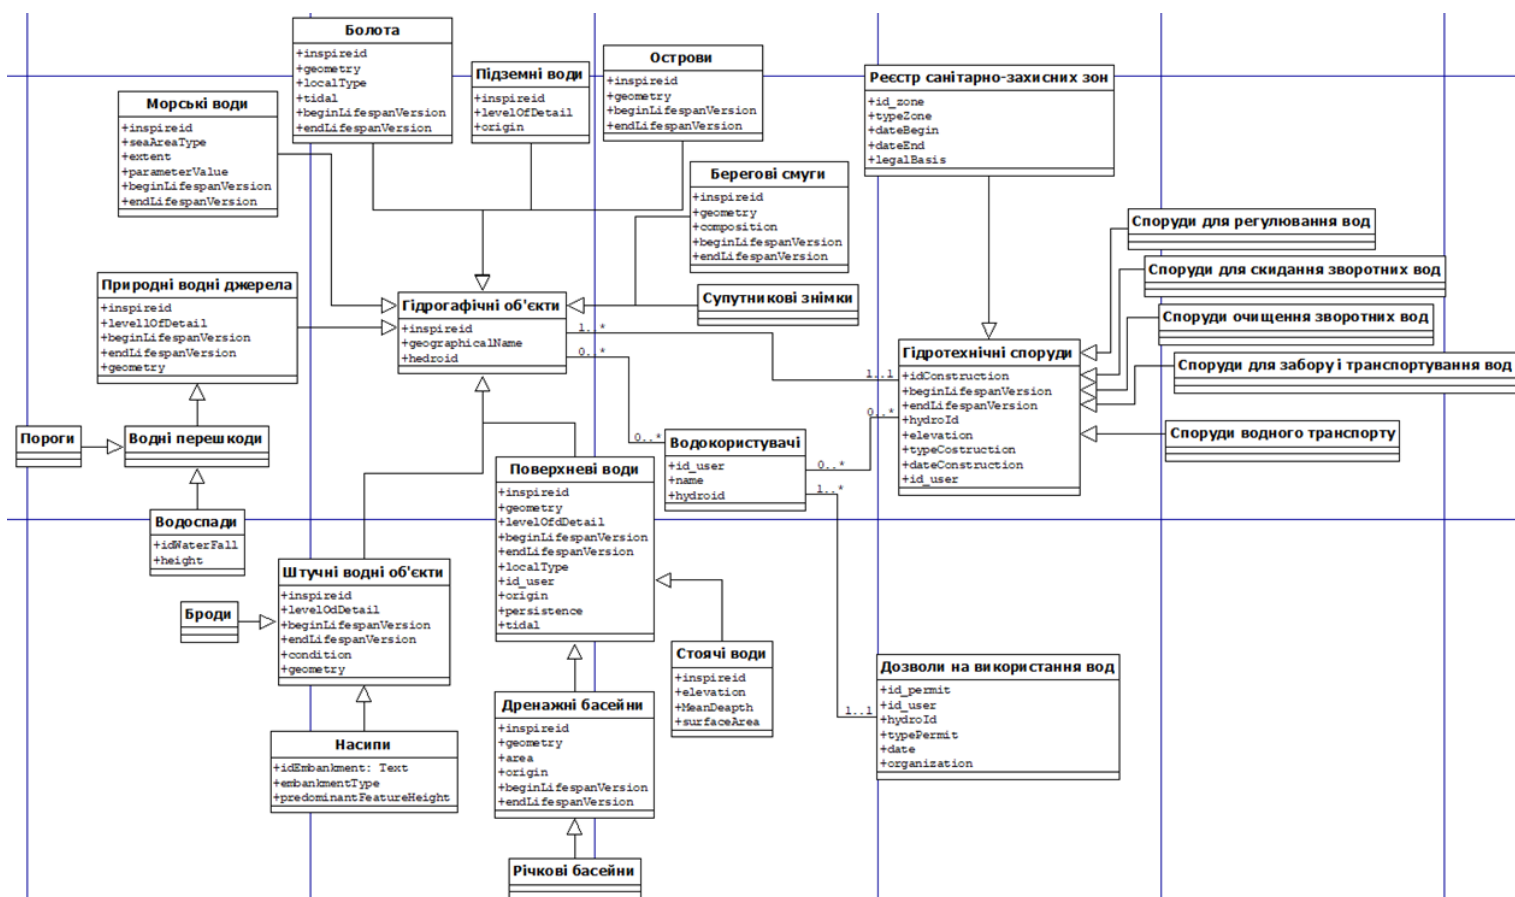 Болота
+inspireid
+geometry
+localType
+tidal
+beginLifespanVersion
+endLifespanVersion
Підземні води
+inspireid
+levelOfDetail
+origin
Острови
+inspireid
+geometry
+beginLifespanVersion
+endLifespanVersion
Реєстр санітарно-захисних зон
+id_zone
+typeZone
+dateBegin
+dateEnd
+legalBasis
Морські води
+inspireid
+seaAreaType
+extent
+parameterValue
+beginLifespanVersion
+endLifespanVersion
Берегові смуги
+inspireid
+geometry
+composition
+beginLifespanVersion
+endLifespanVersion
Споруди для регулювання вод
Споруди для скидання зворотних вод
Споруди очищення зворотних вод
Споруди для забору і транспортування вод
Споруди водного транспорту
Природні водні джерела
+inspireid
+levellOfDetail
+beginLifespanVersion
+endLifespanVersion
+geometry
Гідрогафічні об'єкти
+inspireid
+geographicalName
+hedroid
Супутникові знімки
1..*
0..*
1..1
0..*
Гідротехнічні споруди
+idConstruction
+beginLifespanVersion
+endLifespanVersion
+hydroId
+elevation
+typeCostruction
+dateConstruction
+id_user
Пороги
Водні перешкоди
Водоспади
+idWaterFall
+height
0..*
Водокористувачі
+id_user
+name
+hydroid
0..*
1..*
Поверхневі води
+inspireid
+geometry
+levelOfdDetail
+beginLifespanVersion
+endLifespanVersion
+localType
+id_user
+origin
+persistence
+tidal
Штучні водні об'єкти
+inspireid
+levelOdDetail
+beginLifespanVersion
+endLifespanVersion
+condition
+geometry
Броди
Стоячі води
+inspireid
+elevation
+MeanDeapth
+surfaceArea
1..1
Дозволи на використання вод
+id_permit
+id_user
+hydroId
+typePermit
+date
+organization
Насипи
+idEmbankment: Text
+embankmentType
+predominantFeatureHeight
Дренажні басейни
+inspireid
+geometry
+area
+origin
+beginLifespanVersion
+endLifespanVersion
Річкові басейни